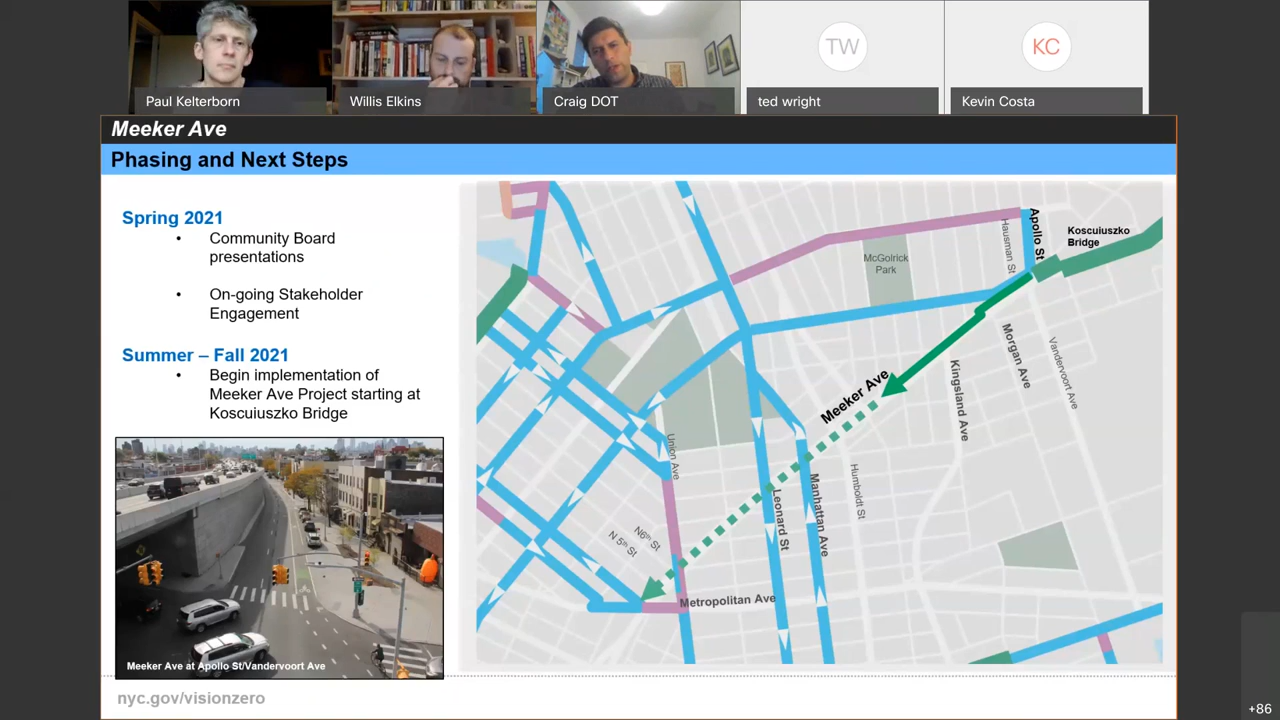 TW
KC
Paul Kelterborn
Willis Elkins
Craig DOT
ted wright
Kevin Costa
Meeker Ave
Phasing and Next Steps
Spring 2021
• Community Board
presentations
• On-going Stakeholder
Engagement
Summer – Fall 2021
• Begin implementation of
Meeker Ave Project starting at
Koscuiuszko Bridge
Meeker Ave at Apollo St/Vandervoort Ave
McGolrick
Park
Hausman St
Apollo St
Koscuiuszko
Bridge
Morgan Ave
Vandervoort Ave
Kingsland Ave
Meeker Ave
Union Ave
Humboldt St
Manhattan Ave
Leonard St
N6th St
N 5th St
Metropolitan Ave
nyc.gov/visionzero
+86